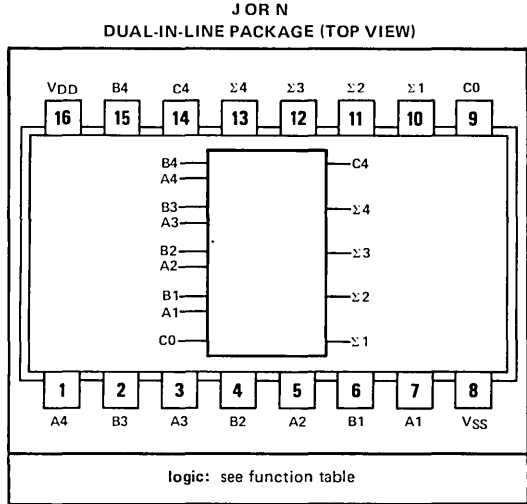 J OR N
DUAL-IN-LINE PACKAGE (TOP VIEW)
VDD B4 C4 Σ4 Σ3 Σ2 Σ1 C0
16 15 14 13 12 11 10 9
B4 C4
A4
B3 Σ4
A3
B2 Σ3
A2
B1 Σ2
A1
C0 Σ1
1 2 3 4 5 6 7 8
A4 B3 A3 B2 A2 B1 A1 VSS
logic: see function table